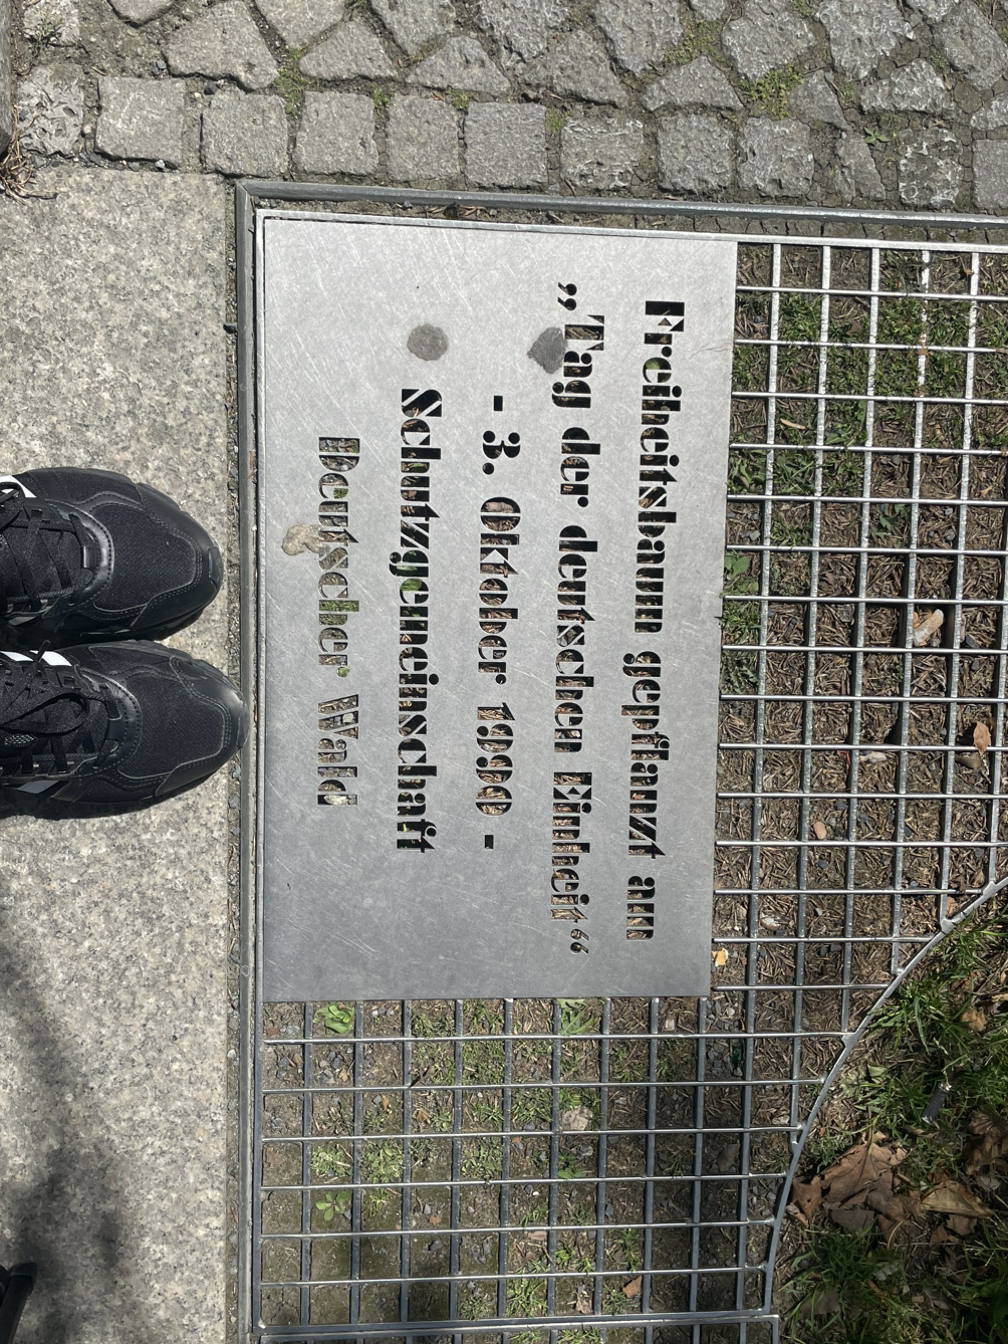 Freiheitsbaum gepflanzt am
„Tag der deutschen Einheit“
- 3. Oktober 1990 -
Schutzgemeinschaft
Deutscher Wald